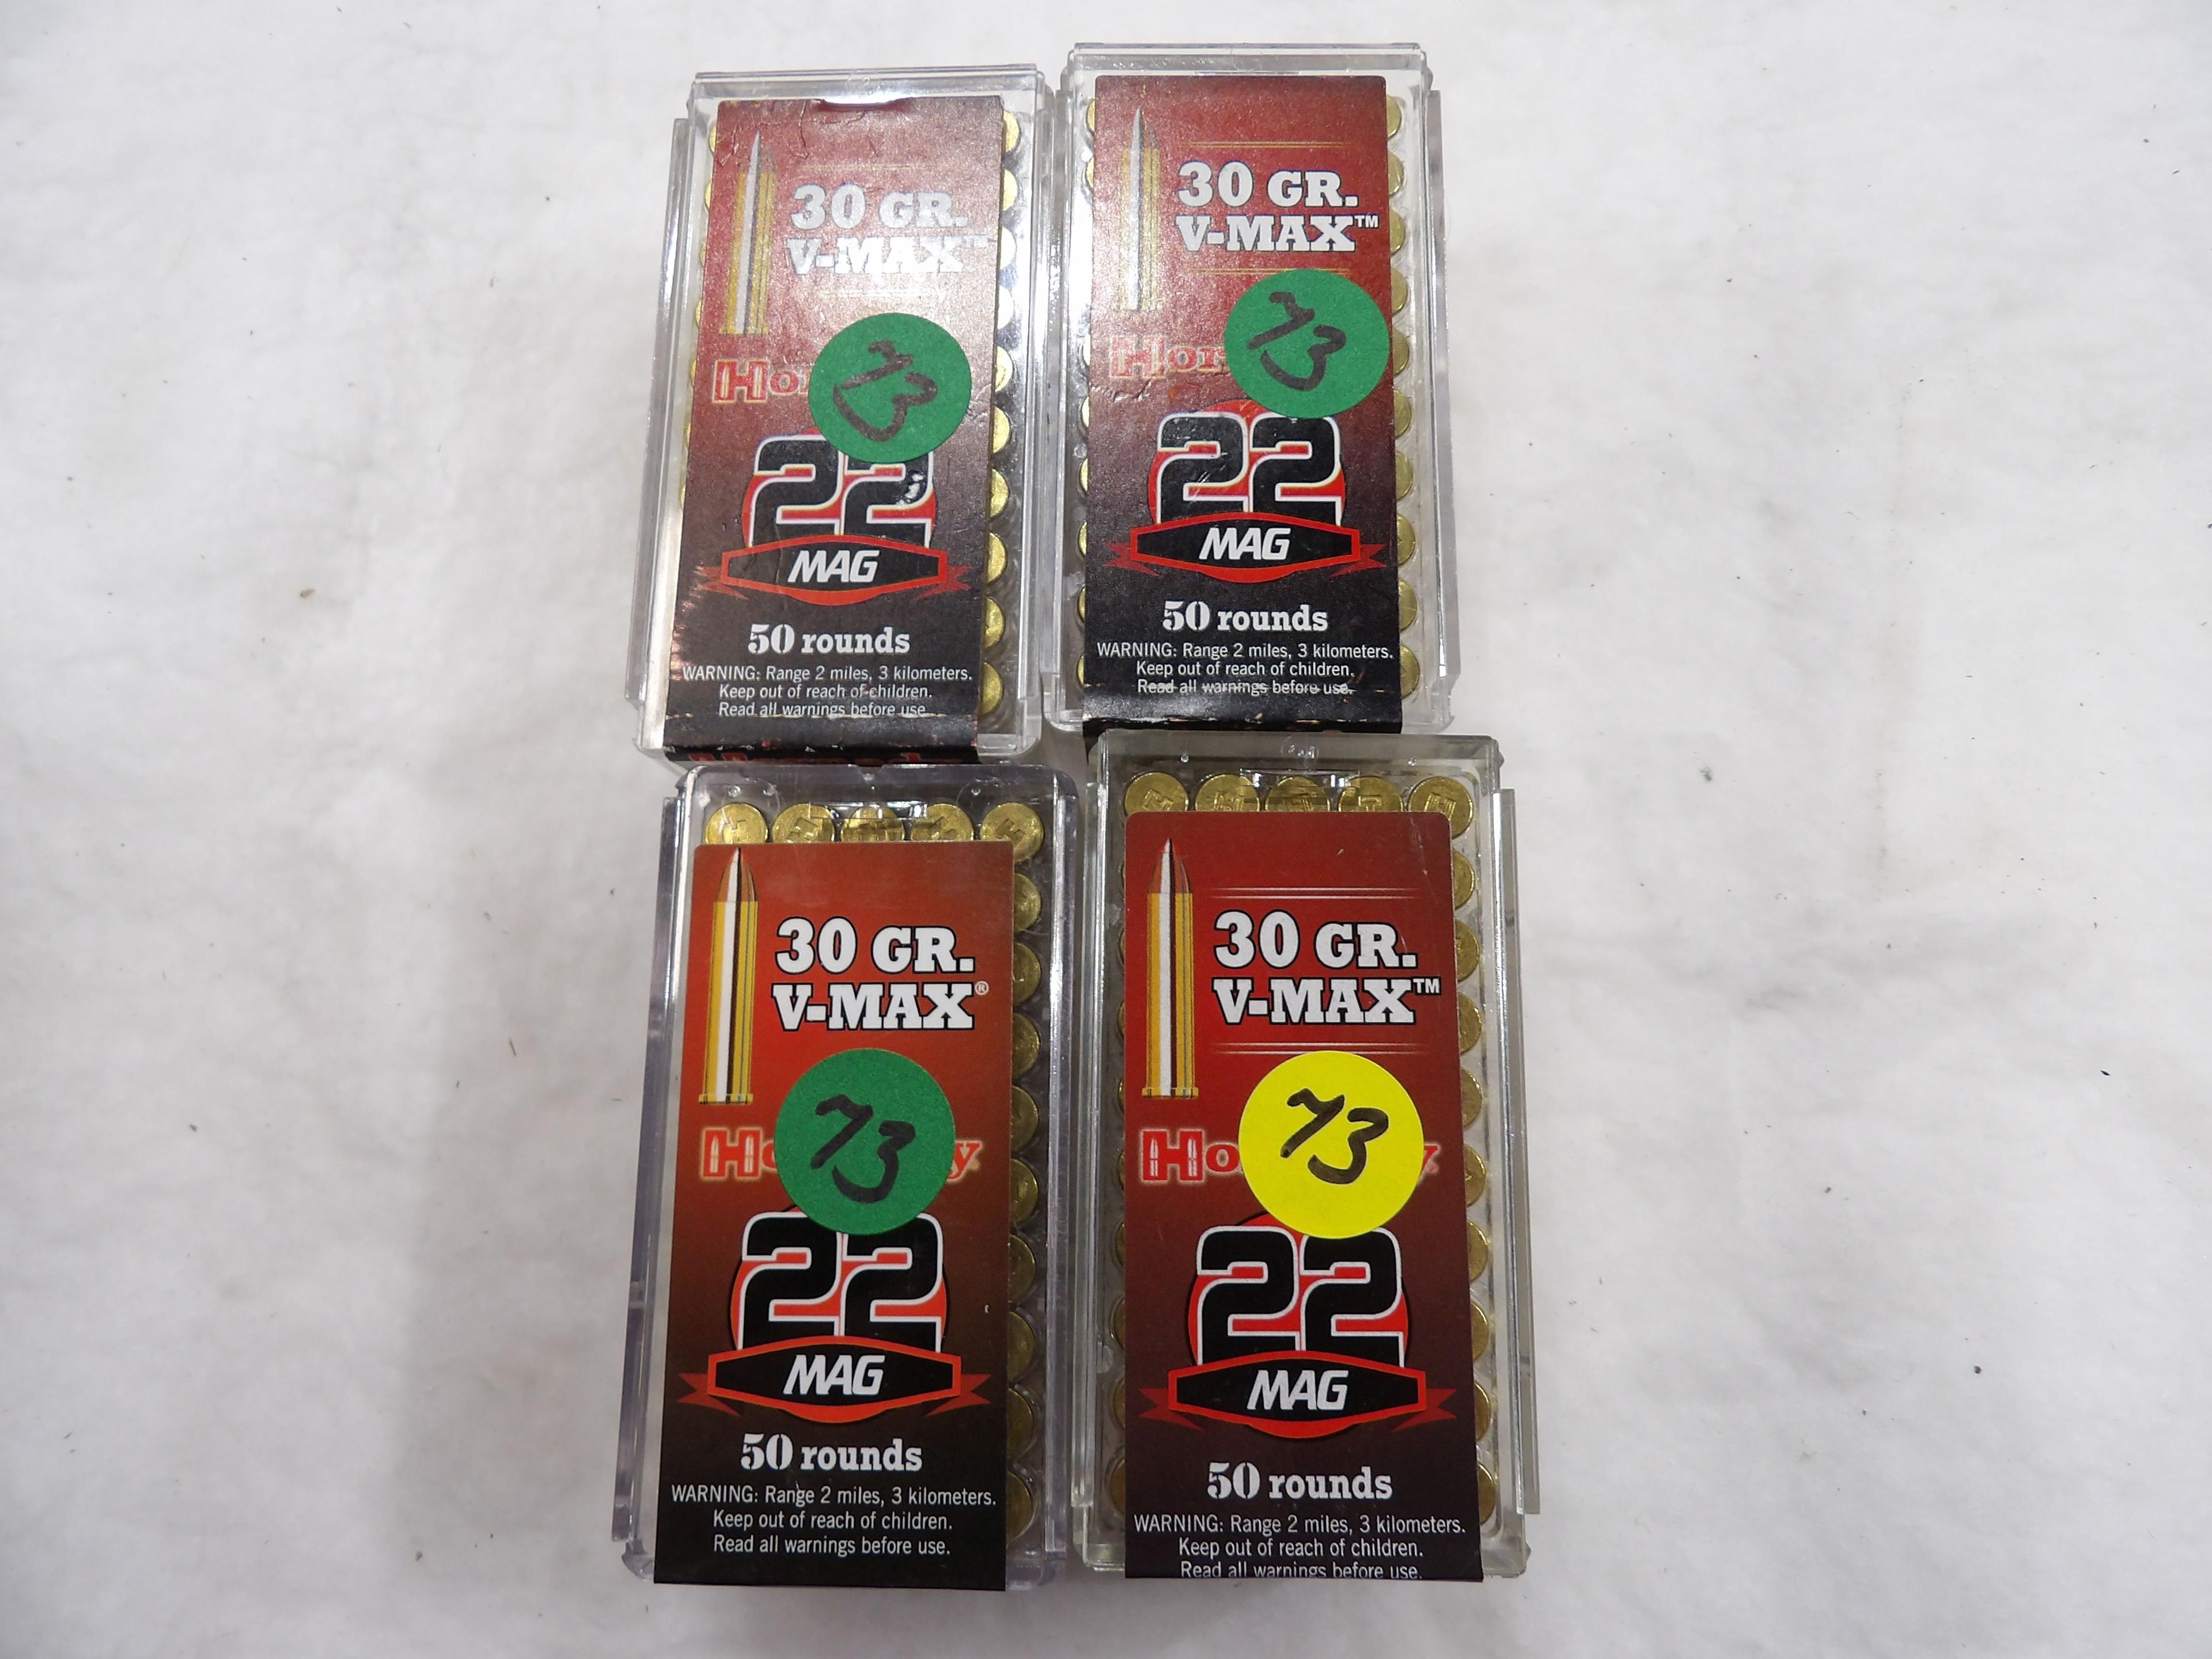 30 GR.
V-MAX™
73
22
MAG
50 rounds
WARNING: Range 2 miles, 3 kilometers.
Keep out of reach of children.
Read all warnings before use.
30 GR.
V-MAX™
73
22
MAG
50 rounds
WARNING: Range 2 miles, 3 kilometers.
Keep out of reach of children.
Read all warnings before use.
30 GR.
V-MAX®
73
22
MAG
50 rounds
WARNING: Range 2 miles, 3 kilometers.
Keep out of reach of children.
Read all warnings before use.
30 GR.
V-MAX™
73
22
MAG
50 rounds
WARNING: Range 2 miles, 3 kilometers.
Keep out of reach of children.
Read all warnings before use.